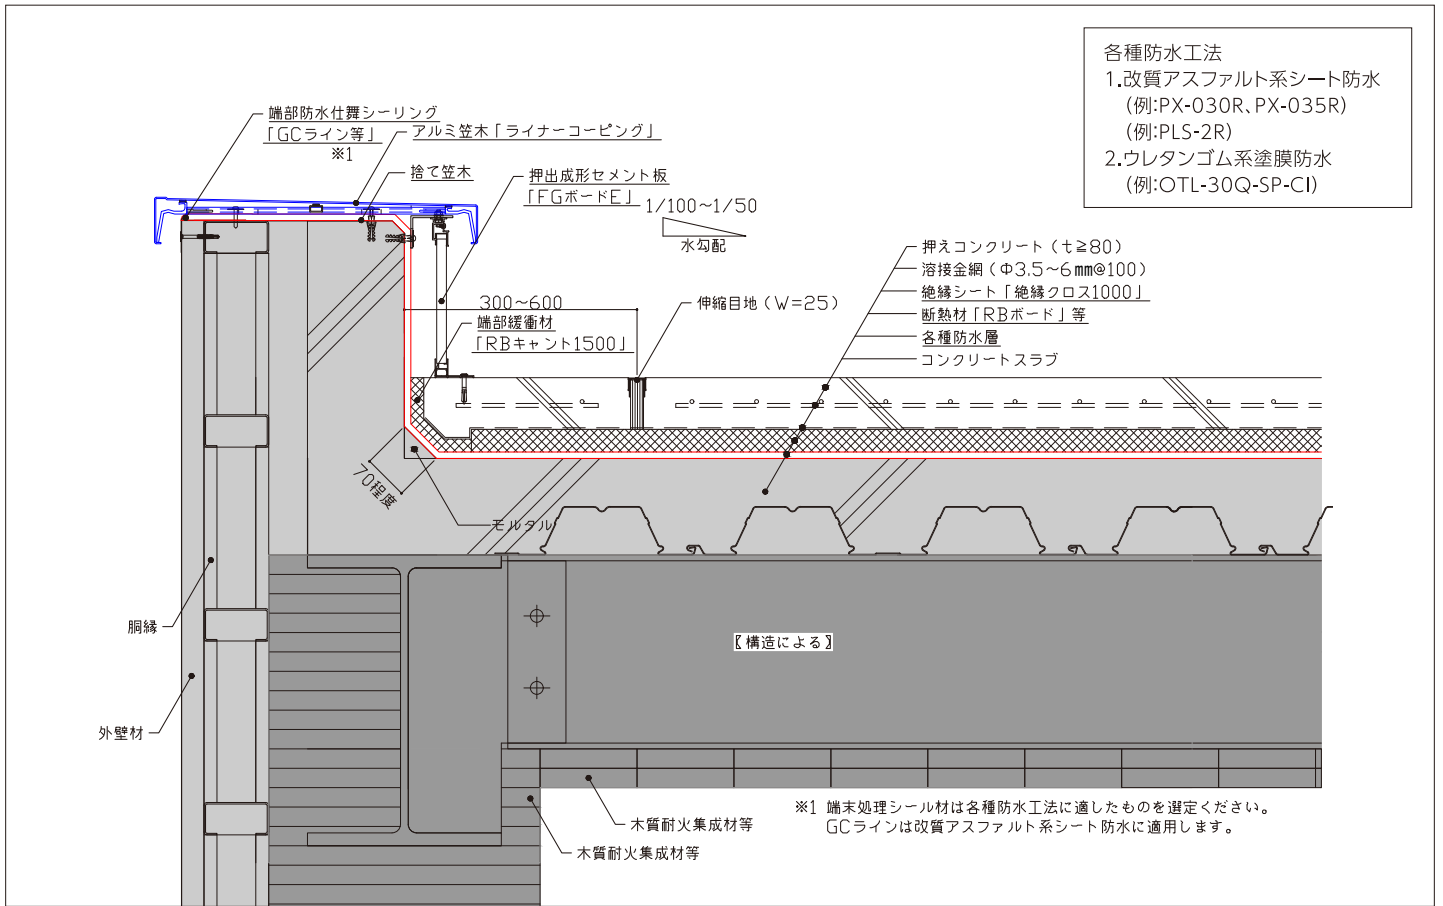 各種防水工法
1.改質アスファルト系シート防水
(例:PX-030R、PX-035R)
(例:PLS-2R)
2.ウレタンゴム系塗膜防水
(例:OTL-30Q-SP-CI)
端部防水仕舞シーリング
「GCライン等」
※1
アルミ笠木「ライナーコーピング」
捨て笠木
押出成形セメント板
「FGボードE」
1/100~1/50
水勾配
押えコンクリート(t≧80)
溶接金網(Φ3.5~6mm@100)
絶縁シート「絶縁クロス1000」
断熱材「RBボード」等
各種防水層
コンクリートスラブ
300~600
伸縮目地(W=25)
端部緩衝材
「RBキャント1500」
70程度
モルタル
胴縁
〖構造による〗
外壁材
木質耐火集成材等
木質耐火集成材等
※1 端末処理シール材は各種防水工法に適したものを選定ください。
GCラインは改質アスファルト系シート防水に適用します。